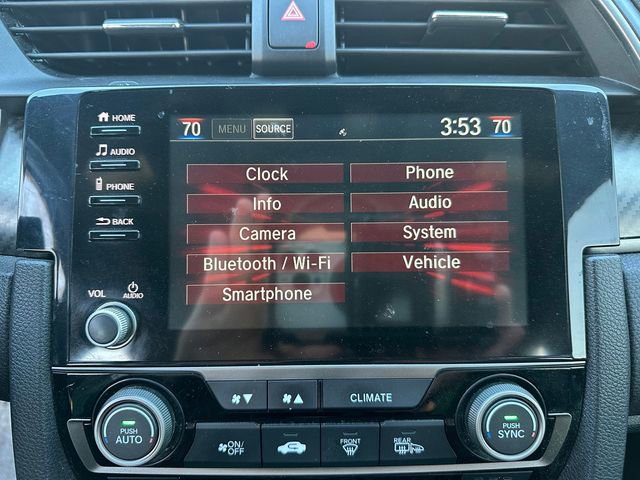 HOME
AUDIO
PHONE
BACK
VOL AUDIO
70 MENU SOURCE 3:53 70
Clock Phone
Info Audio
Camera System
Bluetooth / Wi-Fi Vehicle
Smartphone
CLIMATE
PUSH
AUTO
ON/
OFF
FRONT
REAR
PUSH
SYNC